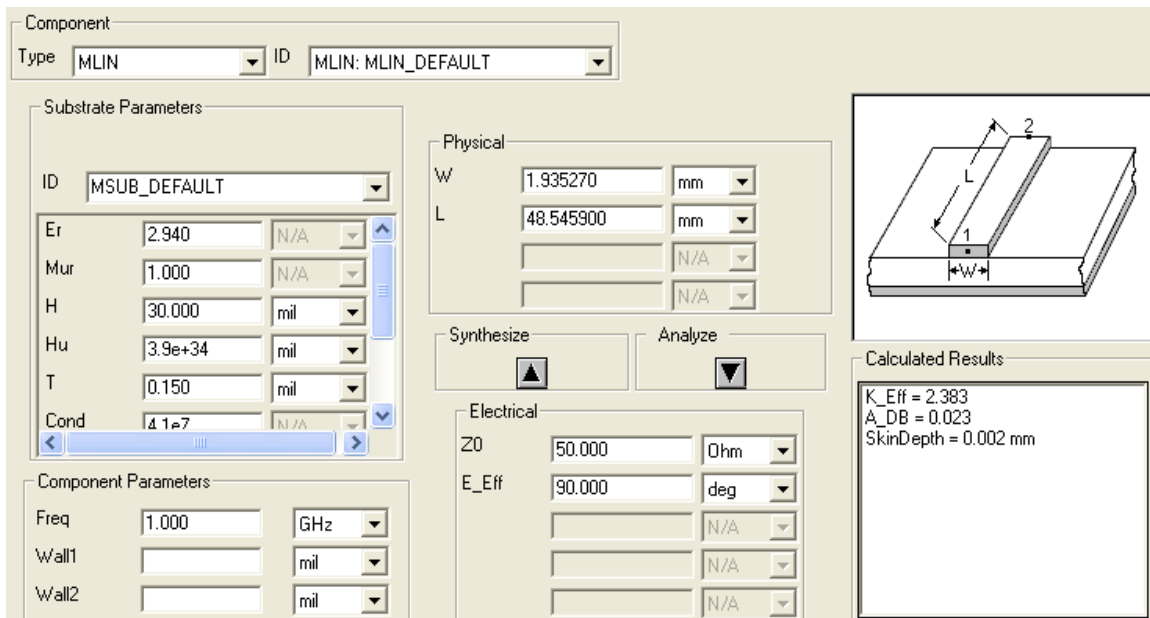 Component
Type MLIN ID MLIN: MLIN_DEFAULT
Substrate Parameters
ID MSUB_DEFAULT
Er 2.940 N/A
Mur 1.000 N/A
H 30.000 mil
Hu 3.9e+34 mil
T 0.150 mil
Cond 4.1e7 N/A
Component Parameters
Freq 1.000 GHz
Wall1 mil
Wall2 mil
Physical
W 1.935270 mm
L 48.545900 mm
N/A
N/A
Synthesize Analyze
Electrical
Z0 50.000 Ohm
E_Eff 90.000 deg
N/A
N/A
N/A
2
L
1
W
Calculated Results
K_Eff = 2.383
A_DB = 0.023
SkinDepth = 0.002 mm